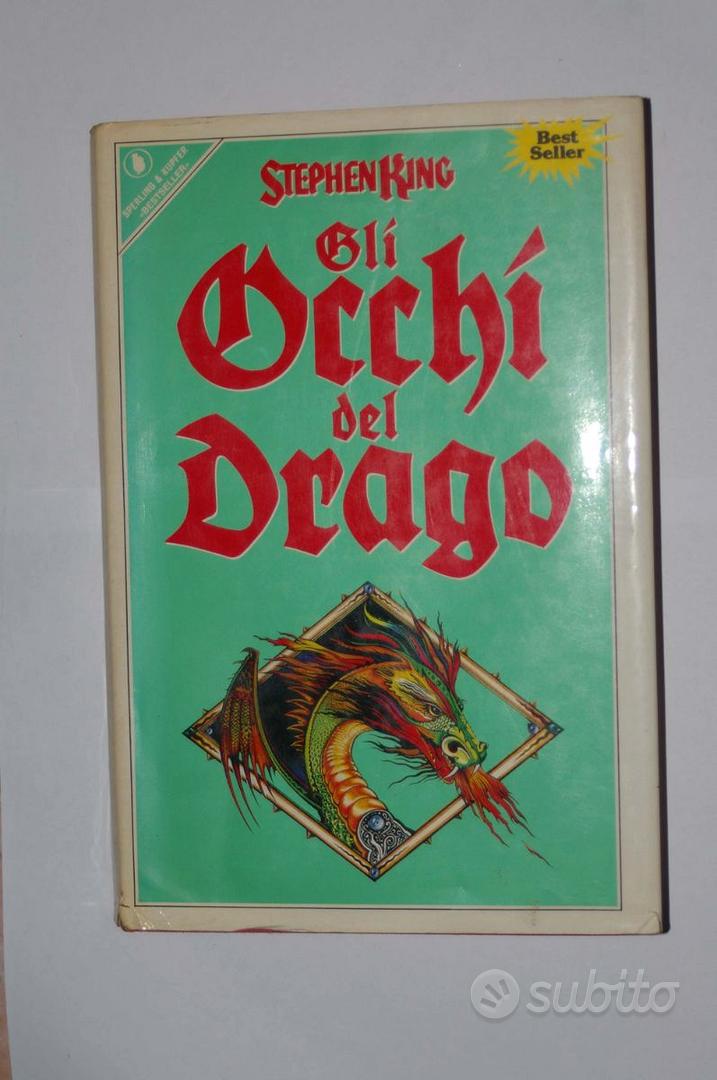 SPERLING & KUPFER
«BESTSELLER»
Best
Seller
STEPHEN KING
Gli
Occhi
del
Drago
subito